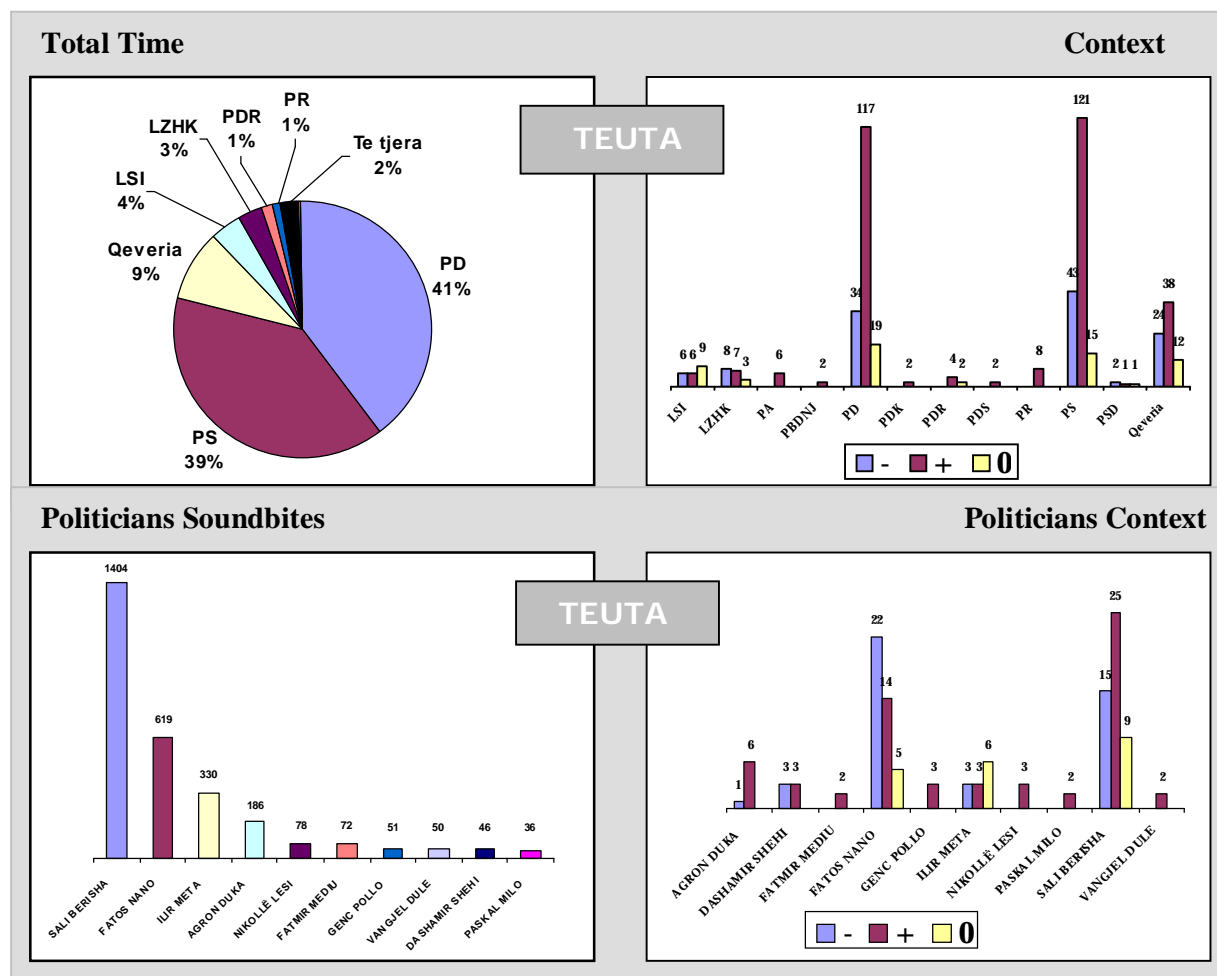 Total Time
Context
TEUTA
PR
1%
PDR
1%
LZHK
3%
Te tjera
2%
LSI
4%
Qeveria
9%
PD
41%
PS
39%
6 6 9
8 7 3
6
2
34 117 19
2
4 2
2
8
43 121 15
2 1 1
24 38 12
LSI
LZHK
PA
PBDNJ
PD
PDK
PDR
PDS
PR
PS
PSD
Qeveria
- + 0
Politicians Soundbites
Politicians Context
TEUTA
1404
619
330
186
78
72
51
50
46
36
SALI BERISHA
FATOS NANO
ILIR META
AGRON DUKA
NIKOLLË LESI
FATMIR MEDIU
GENC POLLO
VANGJEL DULE
DASHAMIR SHEHI
PASKAL MILO
1 6
3 3
2
22 14 5
3
3 3 6
3
2
15 25 9
2
AGRON DUKA
DASHAMIR SHEHI
FATMIR MEDIU
FATOS NANO
GENC POLLO
ILIR META
NIKOLLË LESI
PASKAL MILO
SALI BERISHA
VANGJEL DULE
- + 0